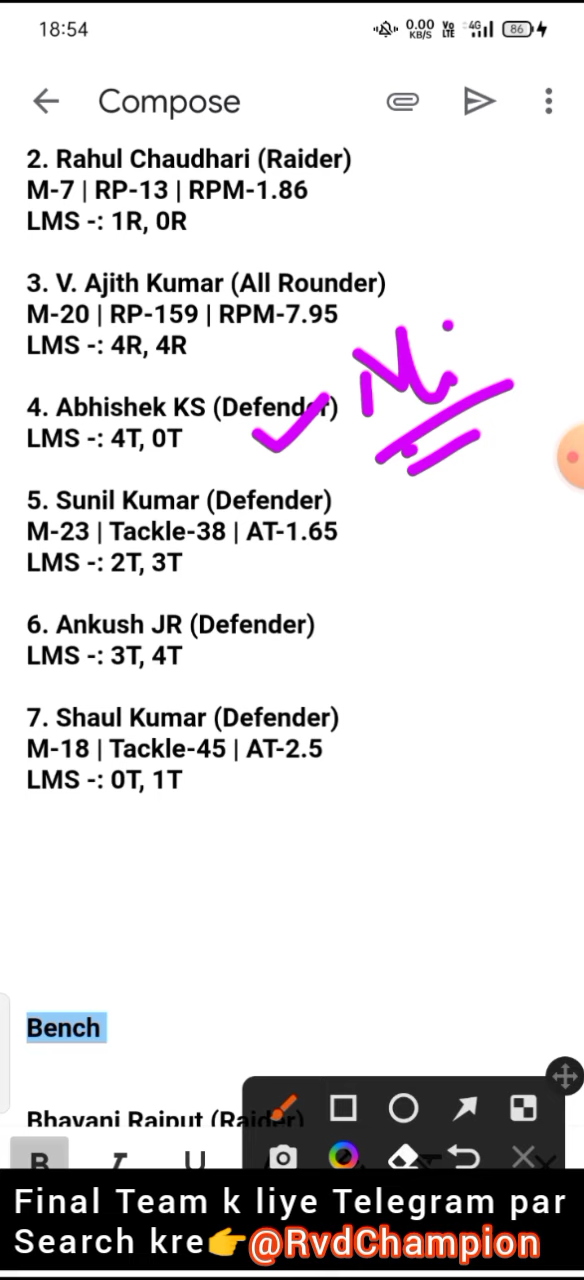 18:54
0.00 KB/S
Vo LTE
4G
86
Compose
2. Rahul Chaudhari (Raider)
M-7 | RP-13 | RPM-1.86
LMS -: 1R, 0R
3. V. Ajith Kumar (All Rounder)
M-20 | RP-159 | RPM-7.95
LMS -: 4R, 4R
4. Abhishek KS (Defender)
LMS -: 4T, 0T
5. Sunil Kumar (Defender)
M-23 | Tackle-38 | AT-1.65
LMS -: 2T, 3T
6. Ankush JR (Defender)
LMS -: 3T, 4T
7. Shaul Kumar (Defender)
M-18 | Tackle-45 | AT-2.5
LMS -: 0T, 1T
Bench
Bhavani Rajput (Raider)
B I U
Final Team k liye Telegram par
Search kre👉@RvdChampion